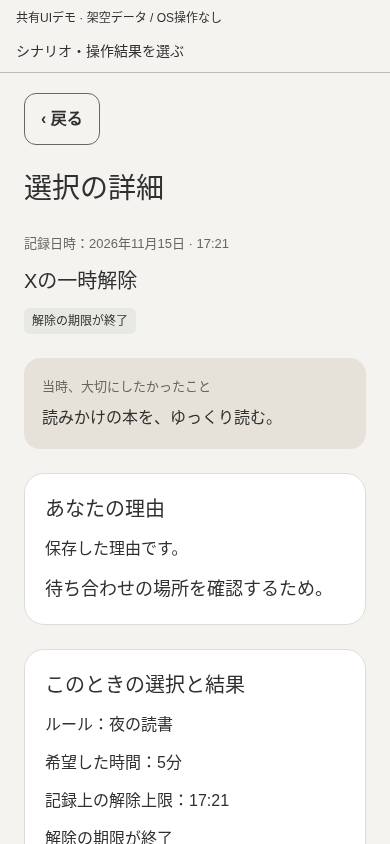 共有UIデモ · 架空データ / OS操作なし
シナリオ・操作結果を選ぶ
‹ 戻る
選択の詳細
記録日時：2026年11月15日 · 17:21
Xの一時解除
解除の期限が終了
当時、大切にしたかったこと
読みかけの本を、ゆっくり読む。
あなたの理由
保存した理由です。
待ち合わせの場所を確認するため。
このときの選択と結果
ルール：夜の読書
希望した時間：5分
記録上の解除上限：17:21
解除の期限が終了